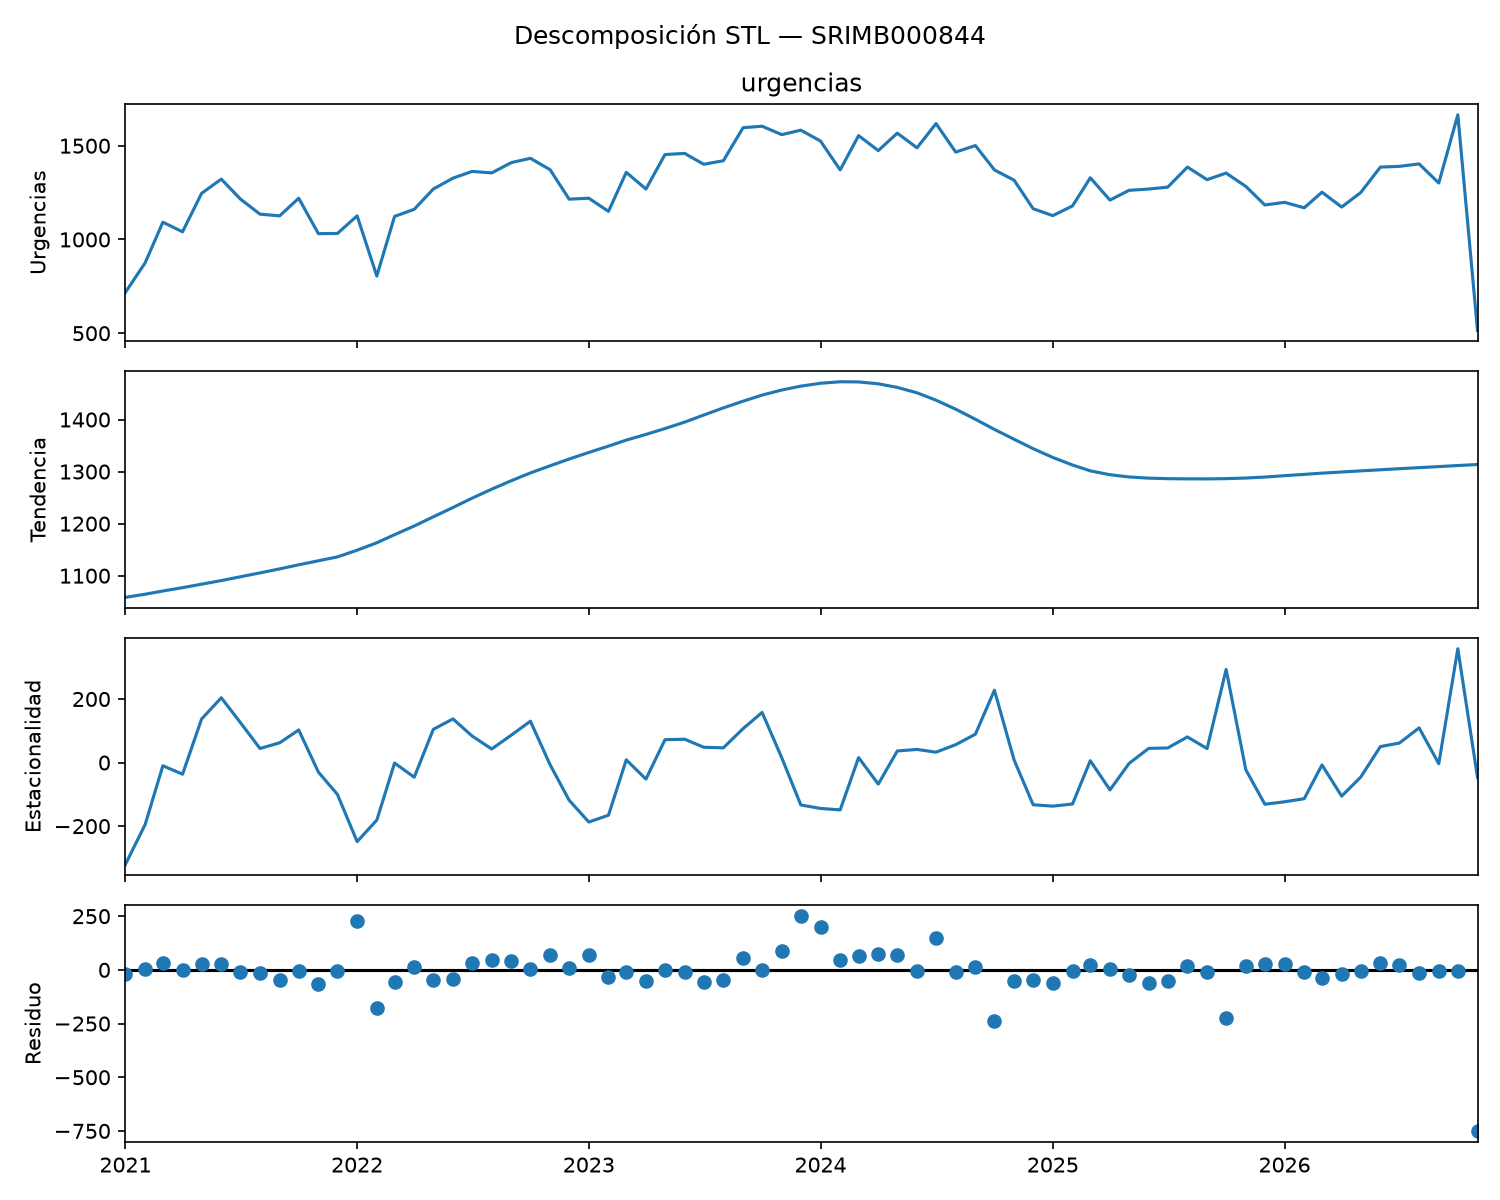 Descomposición STL — SRIMB000844
urgencias
Urgencias
1500
1000
500
Tendencia
1400
1300
1200
1100
Estacionalidad
200
0
−200
Residuo
250
0
−250
−500
−750
2021 2022 2023 2024 2025 2026